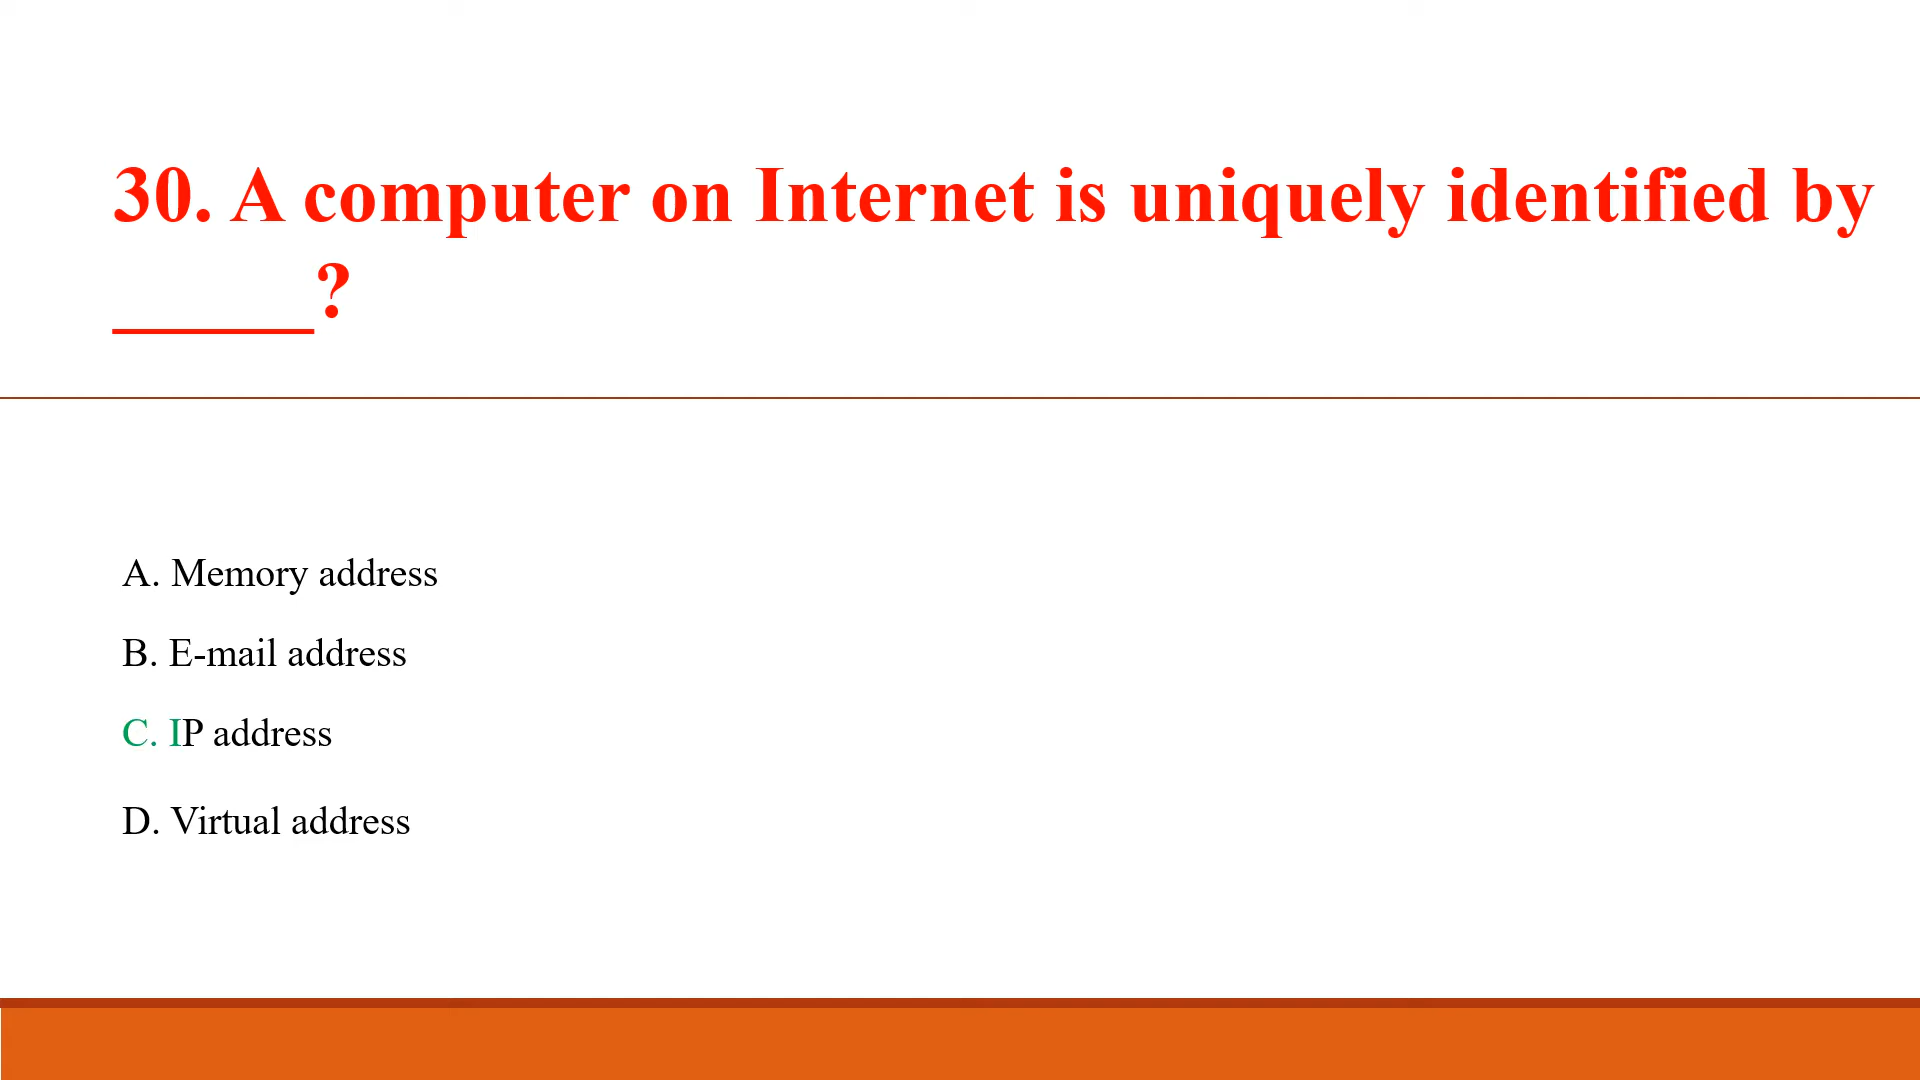 30. A computer on Internet is uniquely identified by
_____?
A. Memory address
B. E-mail address
C. IP address
D. Virtual address